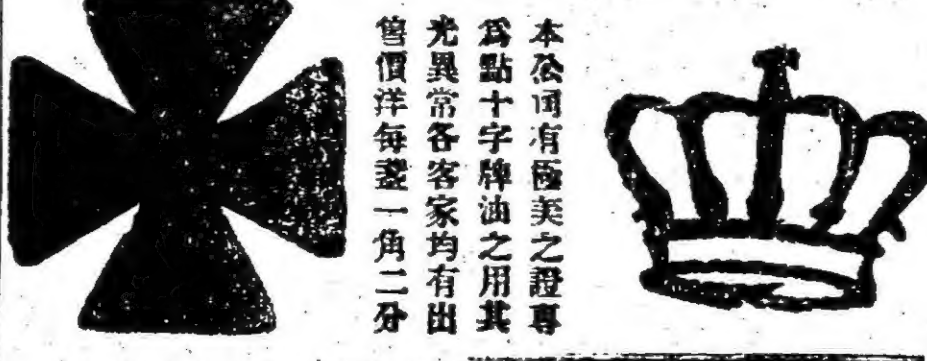 本公司有極美之證專
爲點十字牌油之用其
光異常各客家均有出
售價洋每盞一角二分